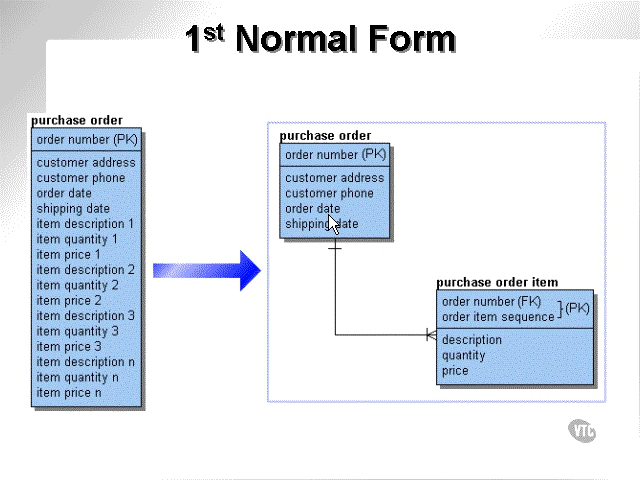 1st Normal Form
purchase order
order number (PK)
customer address
customer phone
order date
shipping date
item description 1
item quantity 1
item price 1
item description 2
item quantity 2
item price 2
item description 3
item quantity 3
item price 3
item description n
item quantity n
item price n
purchase order
order number (PK)
customer address
customer phone
order date
shipping date
purchase order item
order number (FK)
order item sequence } (PK)
description
quantity
price
VTC